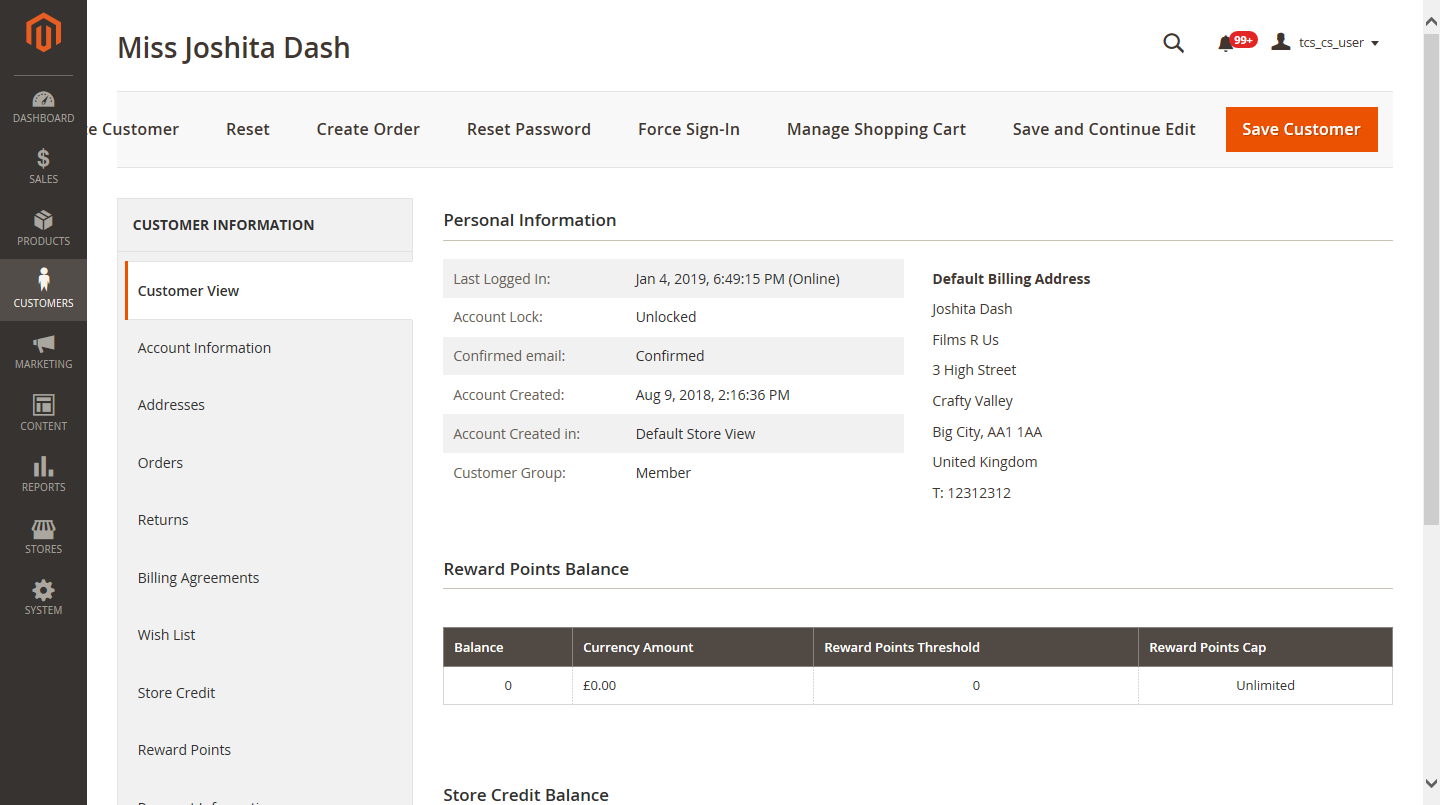 Miss Joshita Dash
99+
tcs_cs_user
DASHBOARD
SALES
PRODUCTS
CUSTOMERS
MARKETING
CONTENT
REPORTS
STORES
SYSTEM
Customer Reset Create Order Reset Password Force Sign-In Manage Shopping Cart Save and Continue Edit Save Customer
CUSTOMER INFORMATION
Customer View
Account Information
Addresses
Orders
Returns
Billing Agreements
Wish List
Store Credit
Reward Points
Personal Information
Last Logged In: Jan 4, 2019, 6:49:15 PM (Online)
Account Lock: Unlocked
Confirmed email: Confirmed
Account Created: Aug 9, 2018, 2:16:36 PM
Account Created in: Default Store View
Customer Group: Member
Default Billing Address
Joshita Dash
Films R Us
3 High Street
Crafty Valley
Big City, AA1 1AA
United Kingdom
T: 12312312
Reward Points Balance
Balance Currency Amount Reward Points Threshold Reward Points Cap
0 £0.00 0 Unlimited
Store Credit Balance